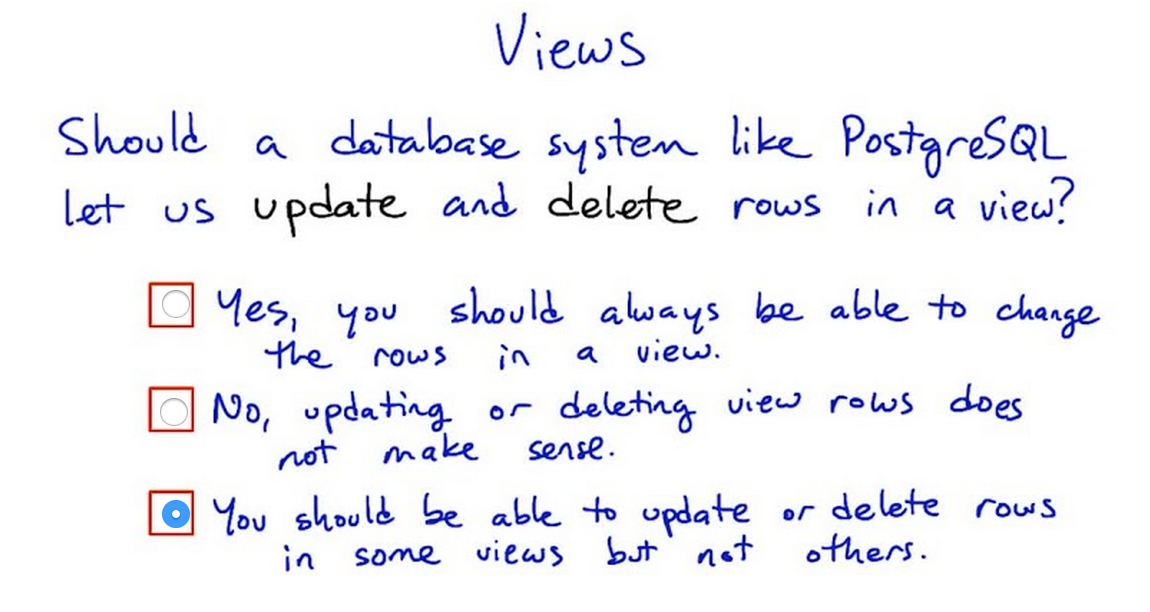 Views
Should a database system like PostgreSQL
let us update and delete rows in a view?
Yes, you should always be able to change
the rows in a view.
No, updating or deleting view rows does
not make sense.
You should be able to update or delete rows
in some views but not others.